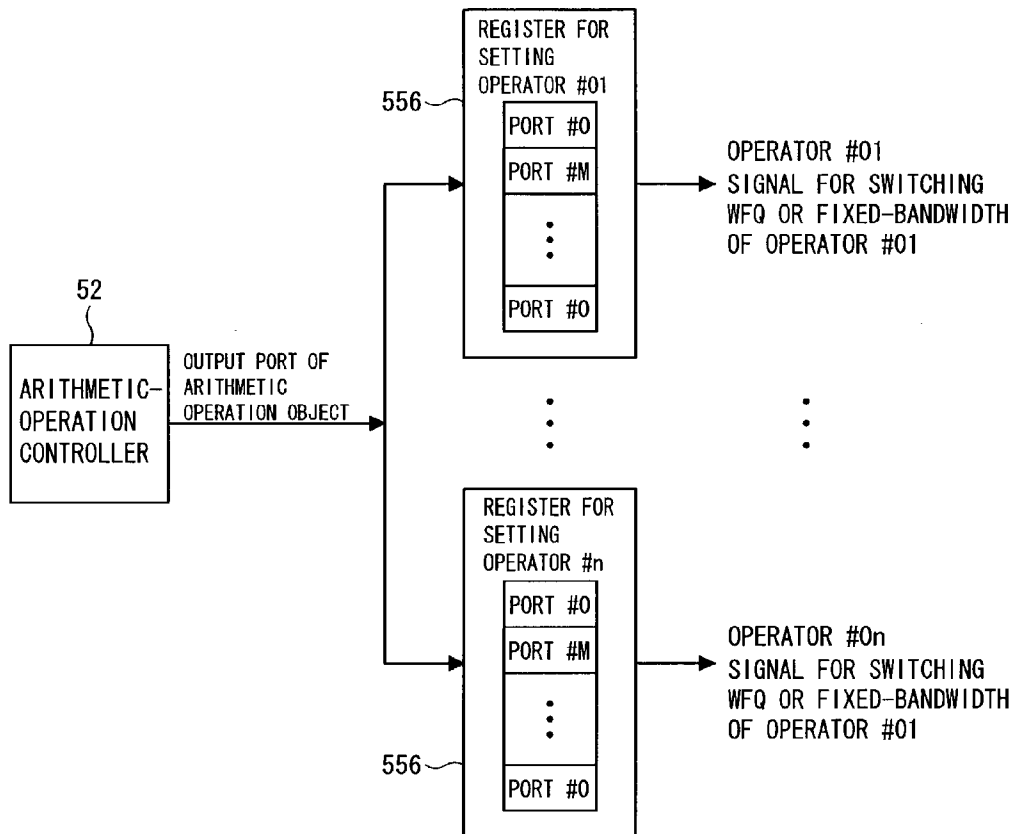 REGISTER FOR
SETTING
OPERATOR #01
556
PORT #0
PORT #M
PORT #0
OPERATOR #01
SIGNAL FOR SWITCHING
WFQ OR FIXED-BANDWIDTH
OF OPERATOR #01
52
ARITHMETIC-
OPERATION
CONTROLLER
OUTPUT PORT OF
ARITHMETIC
OPERATION OBJECT
REGISTER FOR
SETTING
OPERATOR #n
PORT #0
PORT #M
PORT #0
556
OPERATOR #0n
SIGNAL FOR SWITCHING
WFQ OR FIXED-BANDWIDTH
OF OPERATOR #01